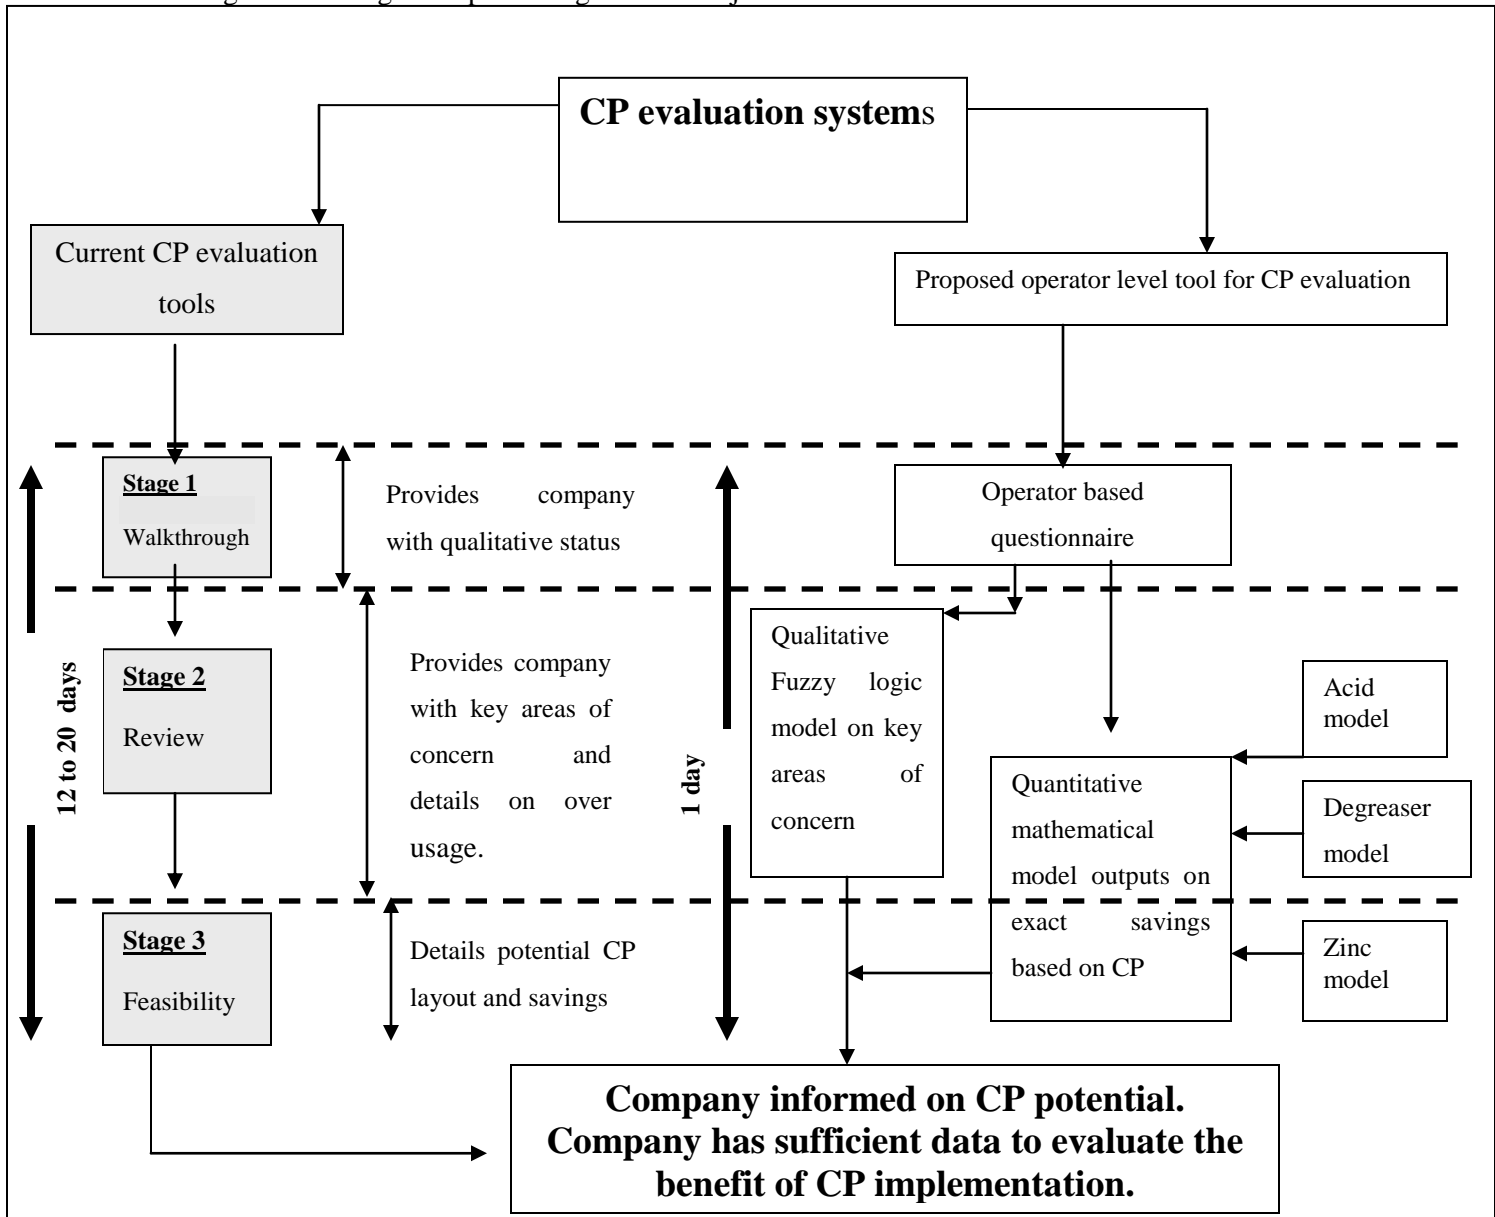 CP evaluation systems
Current CP evaluation
tools
Proposed operator level tool for CP evaluation
Stage 1
Walkthrough
Provides company
with qualitative status
Operator based
questionnaire
12 to 20 days
Stage 2
Review
Provides company
with key areas of
concern and
details on over
usage.
1 day
Qualitative
Fuzzy logic
model on key
areas of
concern
Quantitative
mathematical
model outputs on
exact savings
based on CP
Acid
model
Degreaser
model
Zinc
model
Stage 3
Feasibility
Details potential CP
layout and savings
Company informed on CP potential.
Company has sufficient data to evaluate the
benefit of CP implementation.